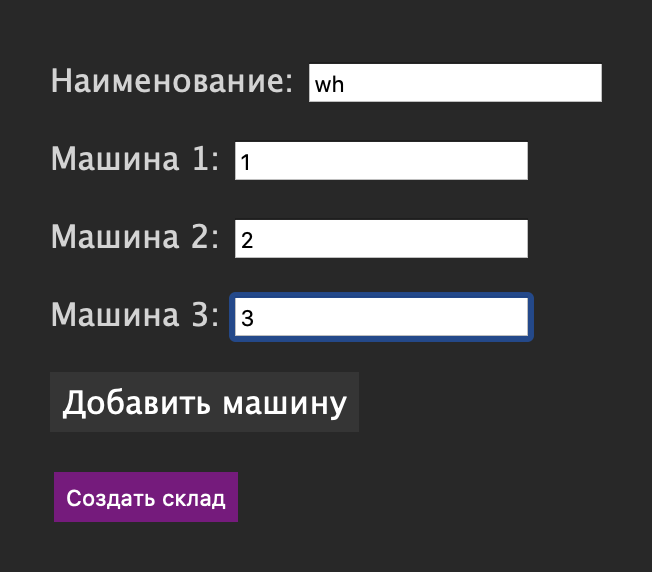 Наименование: wh
Машина 1: 1
Машина 2: 2
Машина 3: 3
Добавить машину
Создать склад